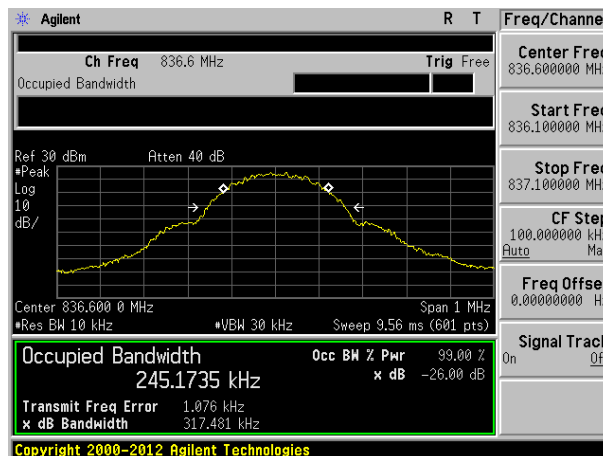 Agilent R T Freq/Channe
Ch Freq 836.6 MHz Trig Free
Occupied Bandwidth
Center Freq
836.600000 MHz
Start Freq
836.100000 MHz
Stop Freq
837.100000 MHz
CF Step
100.000000 kHz
Auto Ma
Freq Offse
0.00000000 H
Signal Track
On Of
Ref 30 dBm Atten 40 dB
#Peak
Log
10
dB/
Center 836.600 0 MHz Span 1 MHz
#Res BW 10 kHz #VBW 30 kHz Sweep 9.56 ms (601 pts)
Occupied Bandwidth Occ BW % Pwr 99.00 %
245.1735 kHz x dB -26.00 dB
Transmit Freq Error 1.076 kHz
x dB Bandwidth 317.481 kHz
Copyright 2000-2012 Agilent Technologies